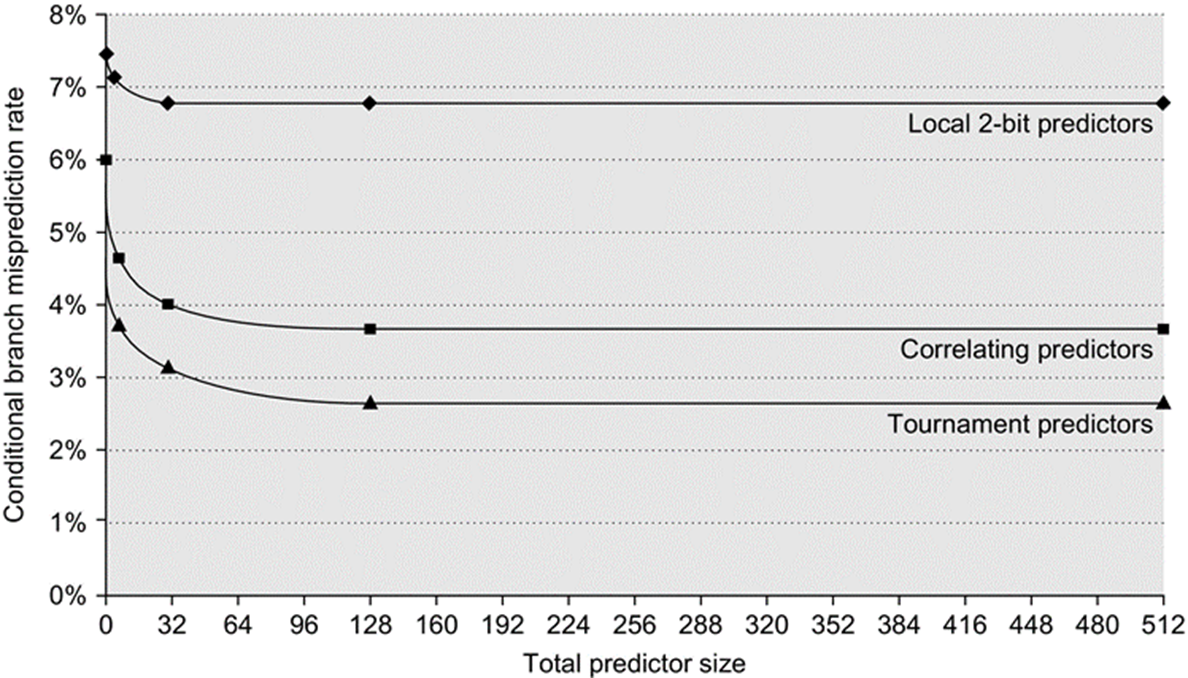 8%
7%
6%
5%
4%
3%
2%
1%
0%
Conditional branch misprediction rate
Local 2-bit predictors
Correlating predictors
Tournament predictors
0 32 64 96 128 160 192 224 256 288 320 352 384 416 448 480 512
Total predictor size